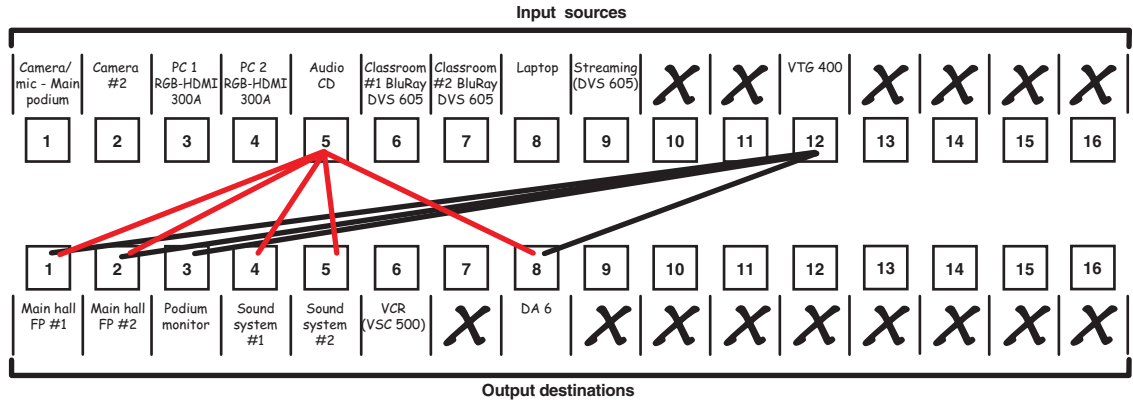 Input sources
Camera/
mic - Main
podium
Camera
#2
PC 1
RGB-HDMI
300A
PC 2
RGB-HDMI
300A
Audio
CD
Classroom
#1 BluRay
DVS 605
Classroom
#2 BluRay
DVS 605
Laptop
Streaming
(DVS 605)
X
X
VTG 400
X
X
X
X
1 2 3 4 5 6 7 8 9 10 11 12 13 14 15 16
1 2 3 4 5 6 7 8 9 10 11 12 13 14 15 16
Main hall
FP #1
Main hall
FP #2
Podium
monitor
Sound
system
#1
Sound
system
#2
VCR
(VSC 500)
X
DA 6
X
X
X
X
X
X
X
X
Output destinations